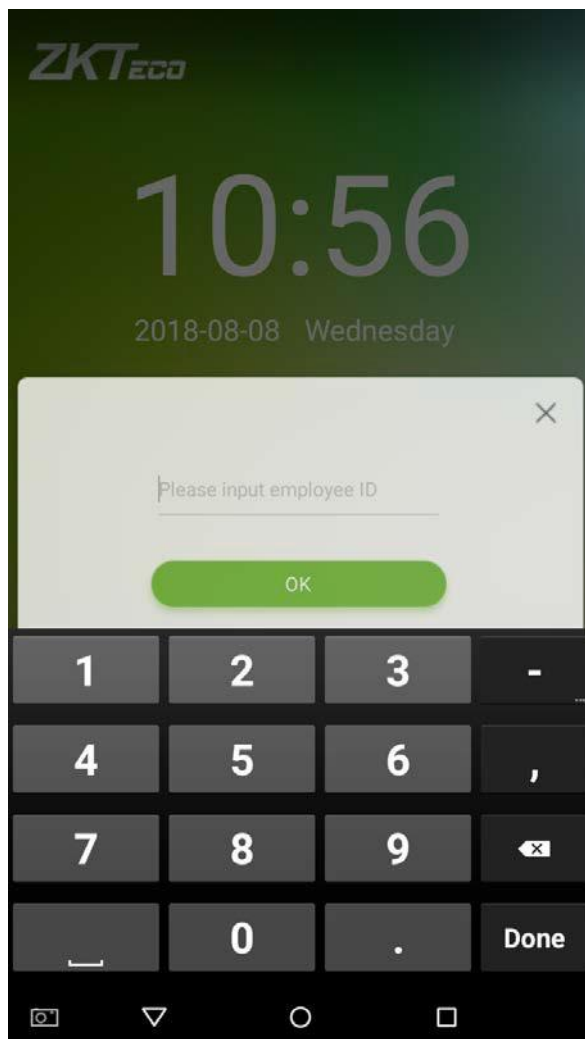 ZKTECO
10:56
2018-08-08 Wednesday
Please input employee ID
OK
1 2 3 -
4 5 6 ,
7 8 9
0 . Done